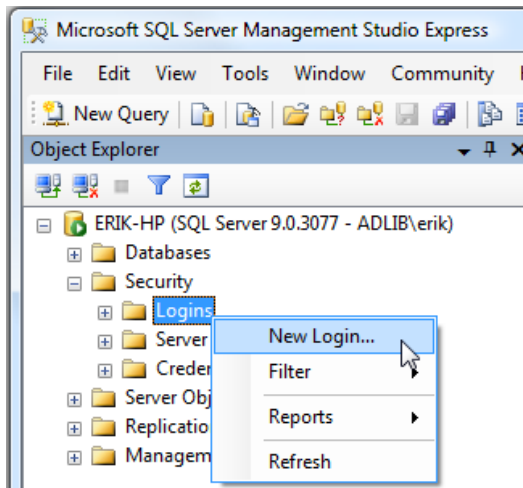 Microsoft SQL Server Management Studio Express
File Edit View Tools Window Community
New Query
Object Explorer
ERIK-HP (SQL Server 9.0.3077 - ADLIB\erik)
Databases
Security
Logins
New Login...
Server
Filter
Creder
Server Obj
Reports
Replicatio
Managem
Refresh